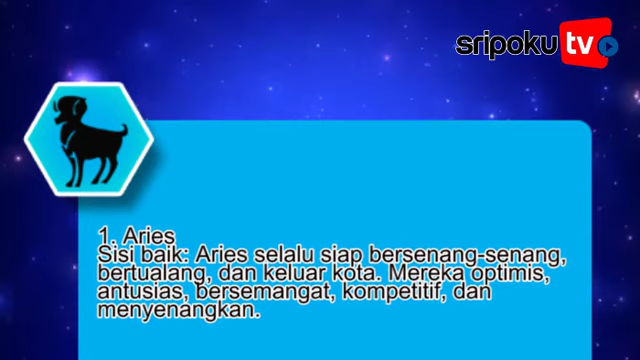 sripoku tv
1. Aries
Sisi baik: Aries selalu siap bersenang-senang,
bertualang, dan keluar kota. Mereka optimis,
antusias, bersemangat, kompetitif, dan
menyenangkan.